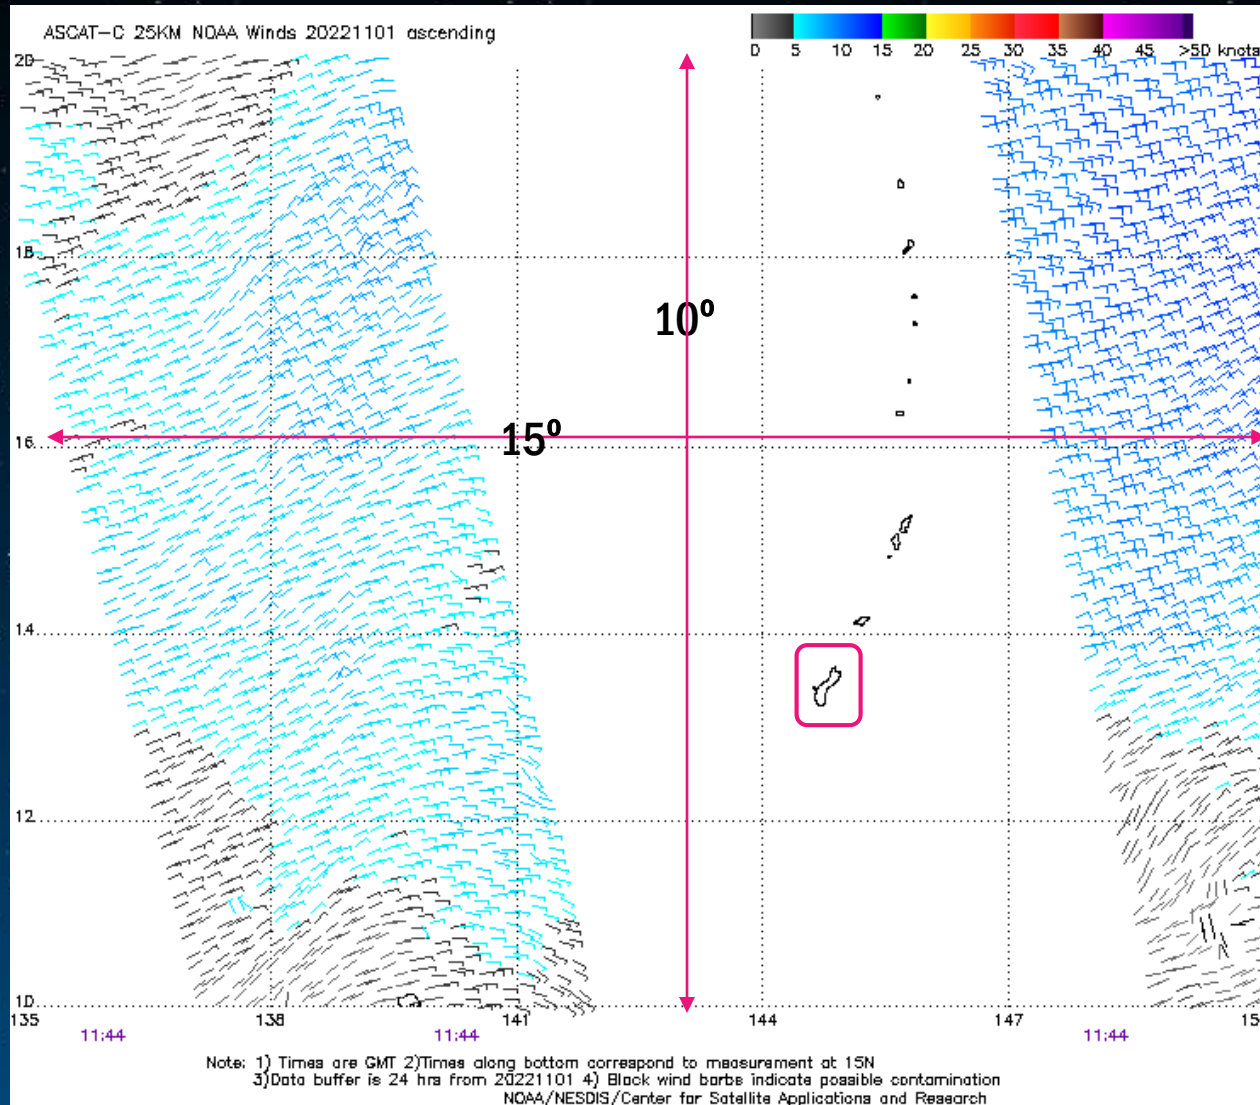 ASCAT-C 25KM NOAA Winds 20221101 ascending
0 5 10 15 20 25 30 35 40 45 >50 knots
20
18
10⁰
16
15⁰
14
12
10
135 138 141 144 147 15
11:44 11:44 11:44
Note: 1) Times are GMT 2)Times along bottom correspond to measurement at 15N
3)Data buffer is 24 hrs from 20221101 4) Black wind barbs indicate possible contamination
NOAA/NESDIS/Center for Satellite Applications and Research